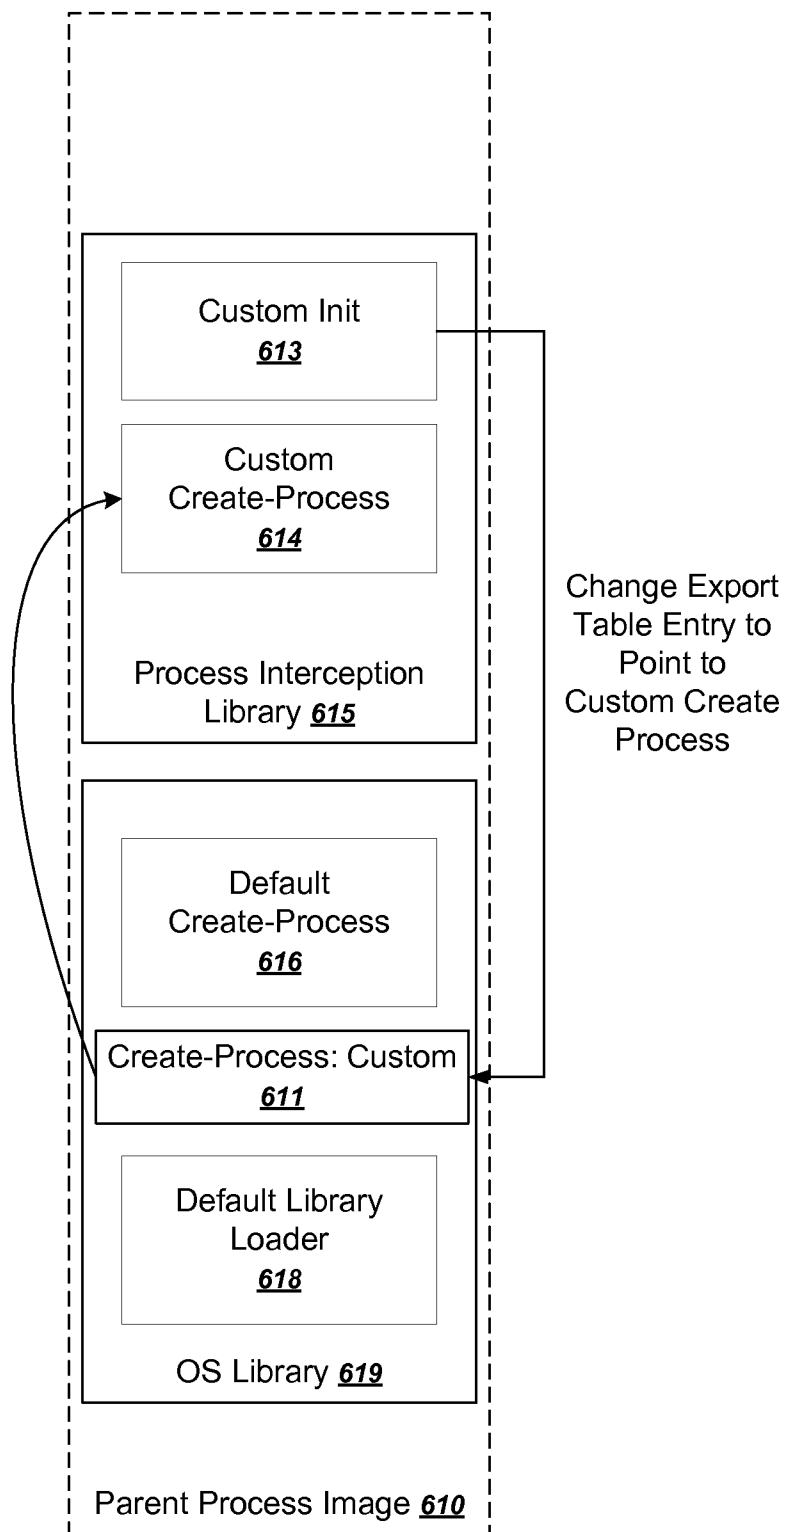 Custom Init
613
Custom
Create-Process
614
Process Interception
Library 615
Change Export
Table Entry to
Point to
Custom Create
Process
Default
Create-Process
616
Create-Process: Custom
611
Default Library
Loader
618
OS Library 619
Parent Process Image 610